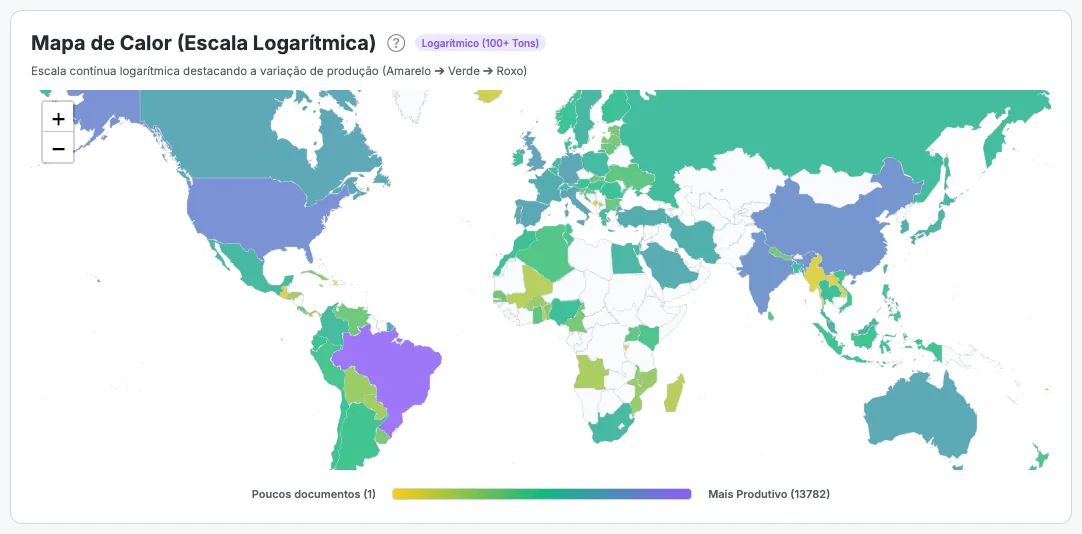 Mapa de Calor (Escala Logarítmica) ? Logarítmico (100+ Tons)
Escala contínua logarítmica destacando a variação de produção (Amarelo ➔ Verde ➔ Roxo)
+
−
Poucos documentos (1) Mais Produtivo (13782)